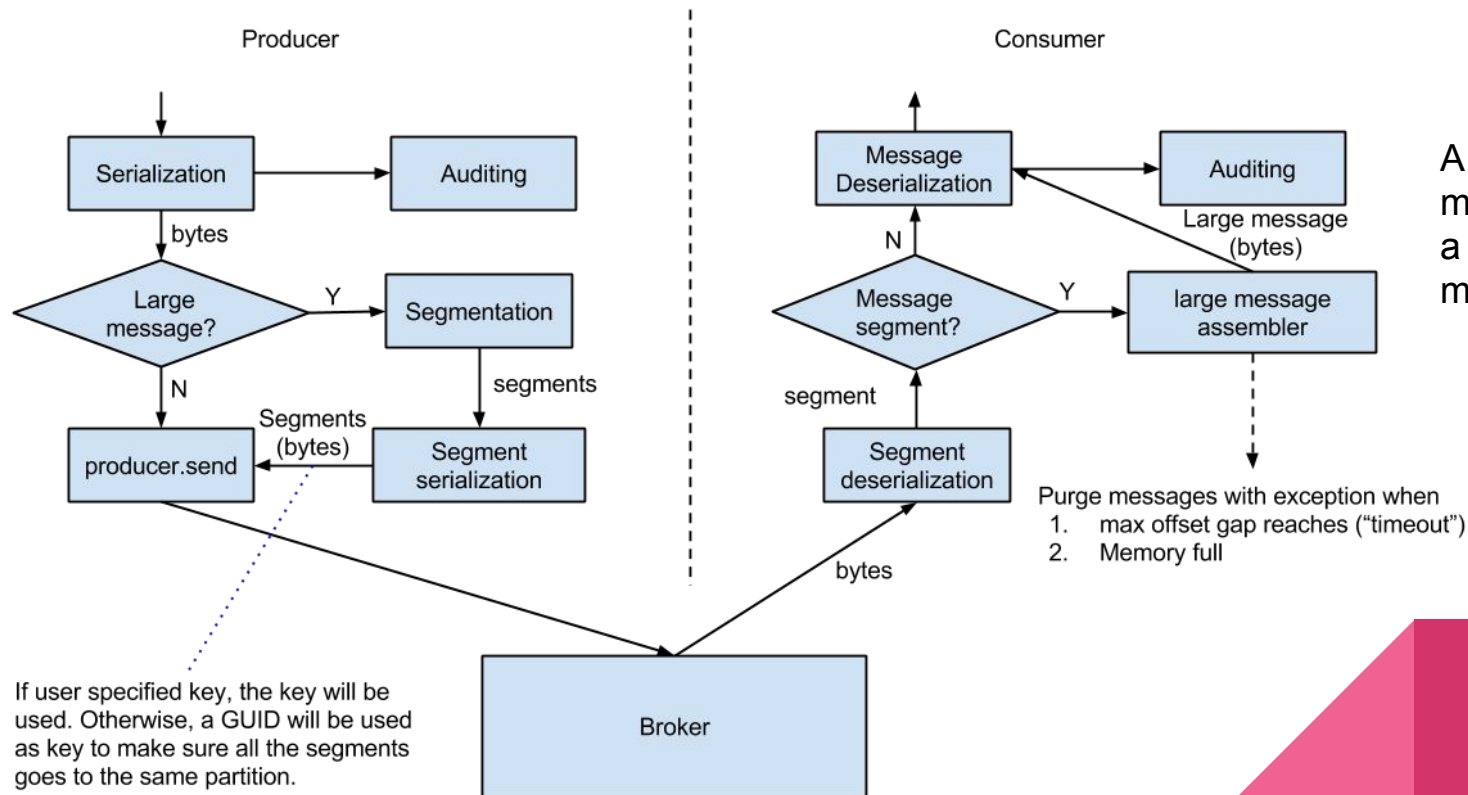 Producer
Serialization
Auditing
bytes
Large
message?
Y
Segmentation
N
segments
Segments
(bytes)
producer.send
Segment
serialization
If user specified key, the key will be
used. Otherwise, a GUID will be used
as key to make sure all the segments
goes to the same partition.
Broker
Consumer
Message
Deserialization
Auditing
Large message
(bytes)
N
Message
segment?
Y
large message
assembler
segment
Segment
deserialization
bytes
Purge messages with exception when
1. max offset gap reaches (“timeout”)
2. Memory full
A
m
a
m